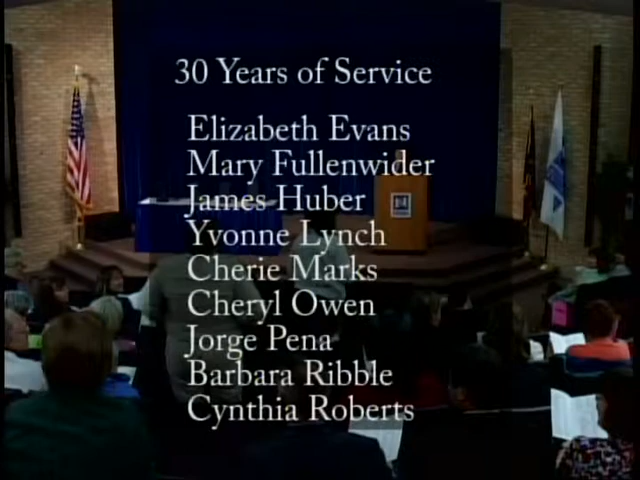 30 Years of Service
Elizabeth Evans
Mary Fullenwider
James Huber
Yvonne Lynch
Cherie Marks
Cheryl Owen
Jorge Pena
Barbara Ribble
Cynthia Roberts